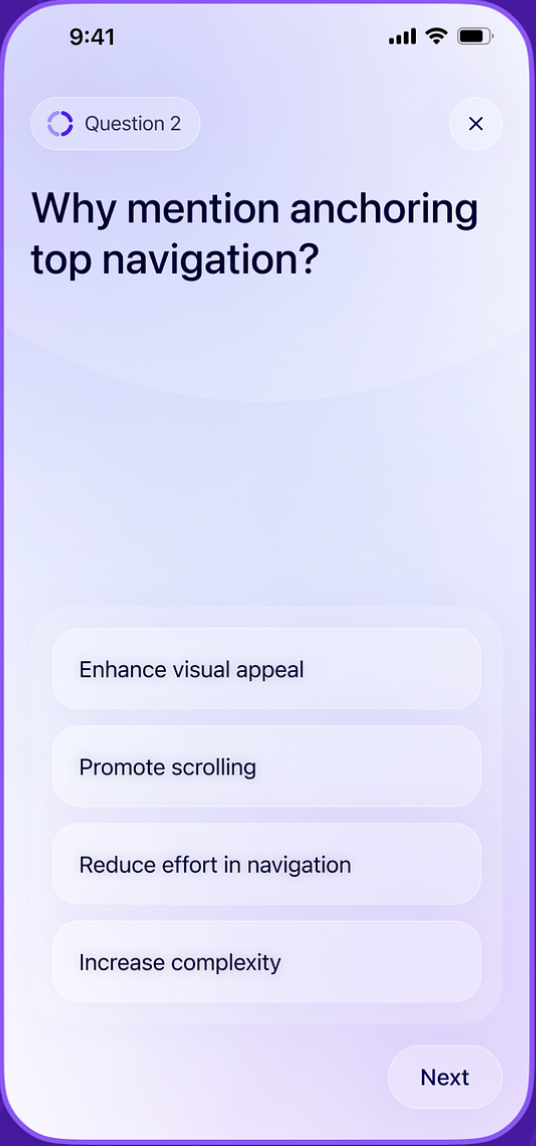 9:41
Question 2
Why mention anchoring
top navigation?
Enhance visual appeal
Promote scrolling
Reduce effort in navigation
Increase complexity
Next